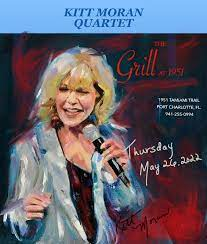 KITT MORAN
QUARTET
THE
Grill AT 1951
1951 TAMIAMI TRAIL
PORT CHARLOTTE, FL.
941-255-0994
Thursday
May 26, 2022
Kitt Moran